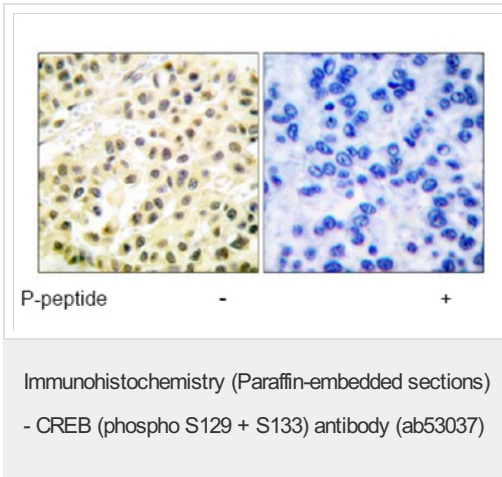 P-peptide - +
Immunohistochemistry (Paraffin-embedded sections)
- CREB (phospho S129 + S133) antibody (ab53037)